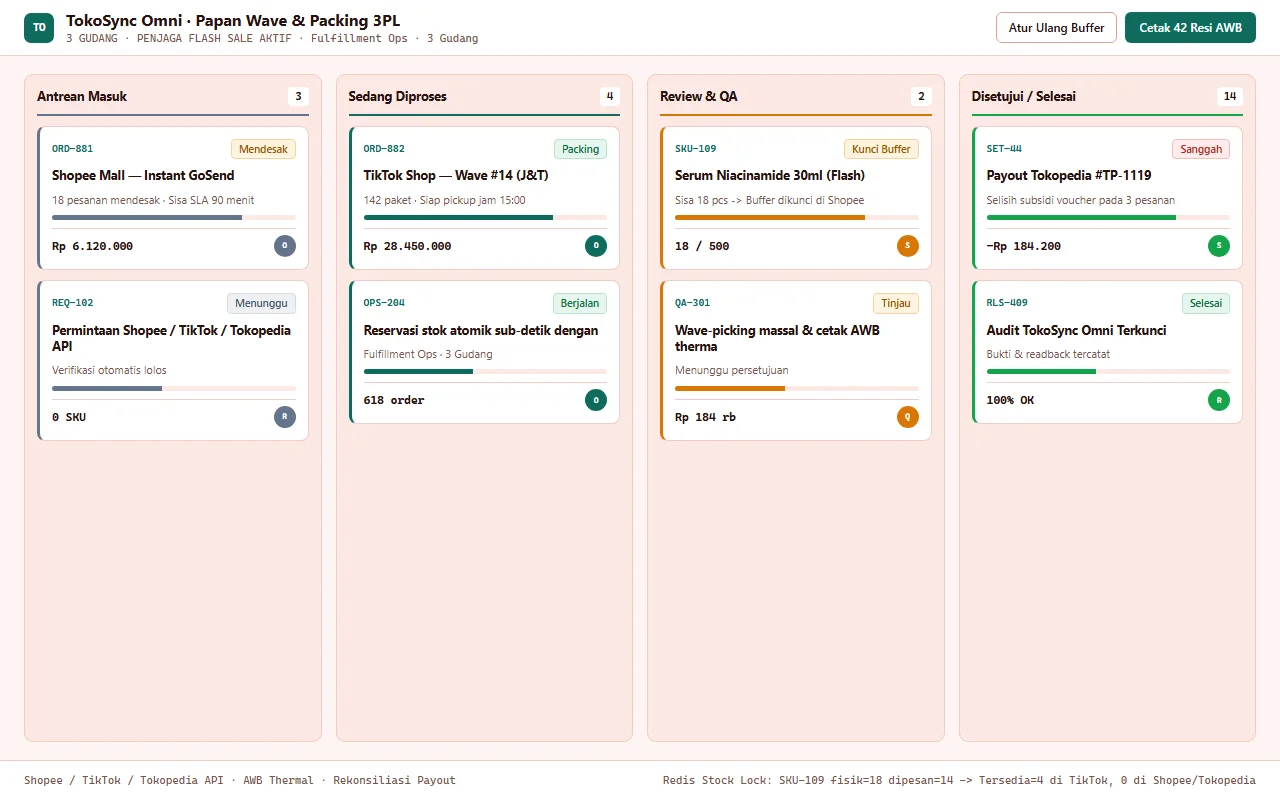 TO
TokoSync Omni · Papan Wave & Packing 3PL
3 GUDANG · PENJAGA FLASH SALE AKTIF · Fulfillment Ops · 3 Gudang
Atur Ulang Buffer
Cetak 42 Resi AWB
Antrean Masuk
3
ORD-881
Mendesak
Shopee Mall — Instant GoSend
18 pesanan mendesak · Sisa SLA 90 menit
Rp 6.120.000
O
REQ-102
Menunggu
Permintaan Shopee / TikTok / Tokopedia
API
Verifikasi otomatis lolos
0 SKU
R
Sedang Diproses
4
ORD-882
Packing
TikTok Shop — Wave #14 (J&T)
142 paket · Siap pickup jam 15:00
Rp 28.450.000
O
OPS-204
Berjalan
Reservasi stok atomik sub-detik dengan
Fulfillment Ops · 3 Gudang
618 order
O
Review & QA
2
SKU-109
Kunci Buffer
Serum Niacinamide 30ml (Flash)
Sisa 18 pcs -> Buffer dikunci di Shopee
18 / 500
S
QA-301
Tinjau
Wave-picking massal & cetak AWB
therma
Menunggu persetujuan
Rp 184 rb
Q
Disetujui / Selesai
14
SET-44
Sanggah
Payout Tokopedia #TP-1119
Selisih subsidi voucher pada 3 pesanan
−Rp 184.200
S
RLS-409
Selesai
Audit TokoSync Omni Terkunci
Bukti & readback tercatat
100% OK
R
Shopee / TikTok / Tokopedia API · AWB Thermal · Rekonsiliasi Payout
Redis Stock Lock: SKU-109 fisik=18 dipesan=14 -> Tersedia=4 di TikTok, 0 di Shopee/Tokopedia